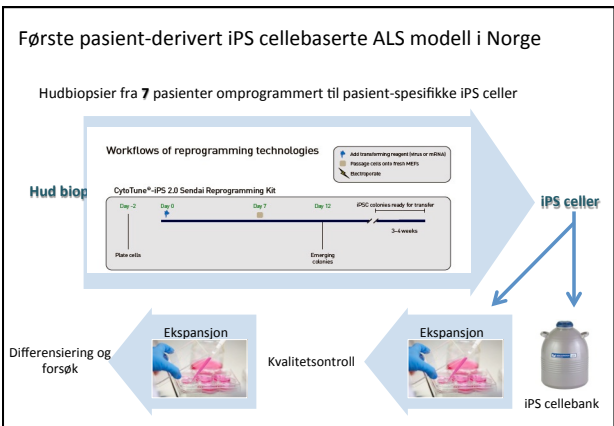 Første pasient-derivert iPS cellebaserte ALS modell i Norge
Hudbiopsier fra 7 pasienter omprogrammert til pasient-spesifikke iPS celler
Workflows of reprogramming technologies
Add transforming reagent (virus or mRNA)
Passage cells onto fresh MEFs
Electroporate
Hud biop
CytoTune®-iPS 2.0 Sendai Reprogramming Kit
Day -2 Day 0 Day 7 Day 12 iPSC colonies ready for transfer
3–4 weeks
Plate cells
Emerging
colonies
iPS celler
Ekspansjon
Ekspansjon
Differensiering og
forsøk
Kvalitetsontroll
iPS cellebank